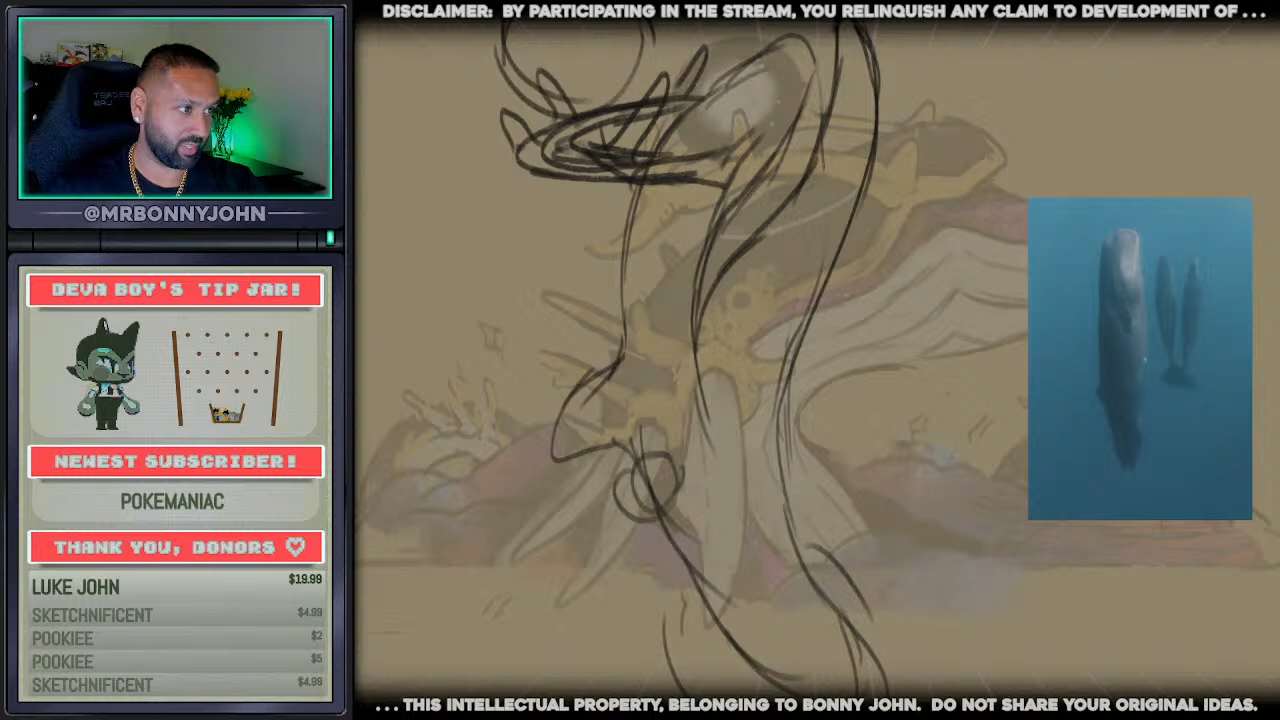 DISCLAIMER: BY PARTICIPATING IN THE STREAM, YOU RELINQUISH ANY CLAIM TO DEVELOPMENT OF . . .
@MRBONNYJOHN
DEVA BOY'S TIP JAR!
NEWEST SUBSCRIBER!
POKEMANIAC
THANK YOU, DONORS ♡
LUKE JOHN $19.99
SKETCHNIFICENT $4.99
POOKIEE $2
POOKIEE $5
SKETCHNIFICENT $4.99
. . . THIS INTELLECTUAL PROPERTY, BELONGING TO BONNY JOHN. DO NOT SHARE YOUR ORIGINAL IDEAS.